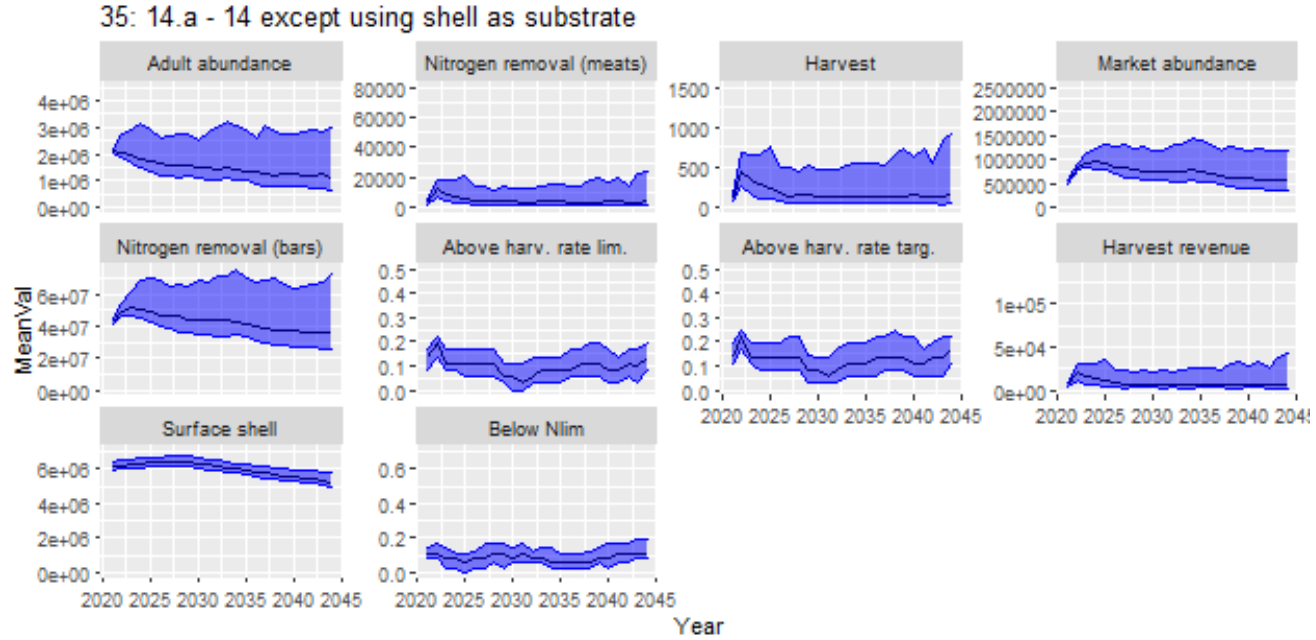 35: 14.a - 14 except using shell as substrate
Adult abundance
Nitrogen removal (meats)
Harvest
Market abundance
4e+06
3e+06
2e+06
1e+06
0e+00
80000
60000
40000
20000
0
1500
1000
500
0
2500000
2000000
1500000
1000000
500000
0
Nitrogen removal (bars)
Above harv. rate lim.
Above harv. rate targ.
Harvest revenue
6e+07
4e+07
2e+07
0e+00
0.5
0.4
0.3
0.2
0.1
0.0
0.5
0.4
0.3
0.2
0.1
0.0
1e+05
5e+04
0e+00
2020 2025 2030 2035 2040 2045
2020 2025 2030 2035 2040 2045
MeanVal
Surface shell
Below Nlim
6e+06
4e+06
2e+06
0e+00
0.6
0.4
0.2
0.0
2020 2025 2030 2035 2040 2045
2020 2025 2030 2035 2040 2045
Year